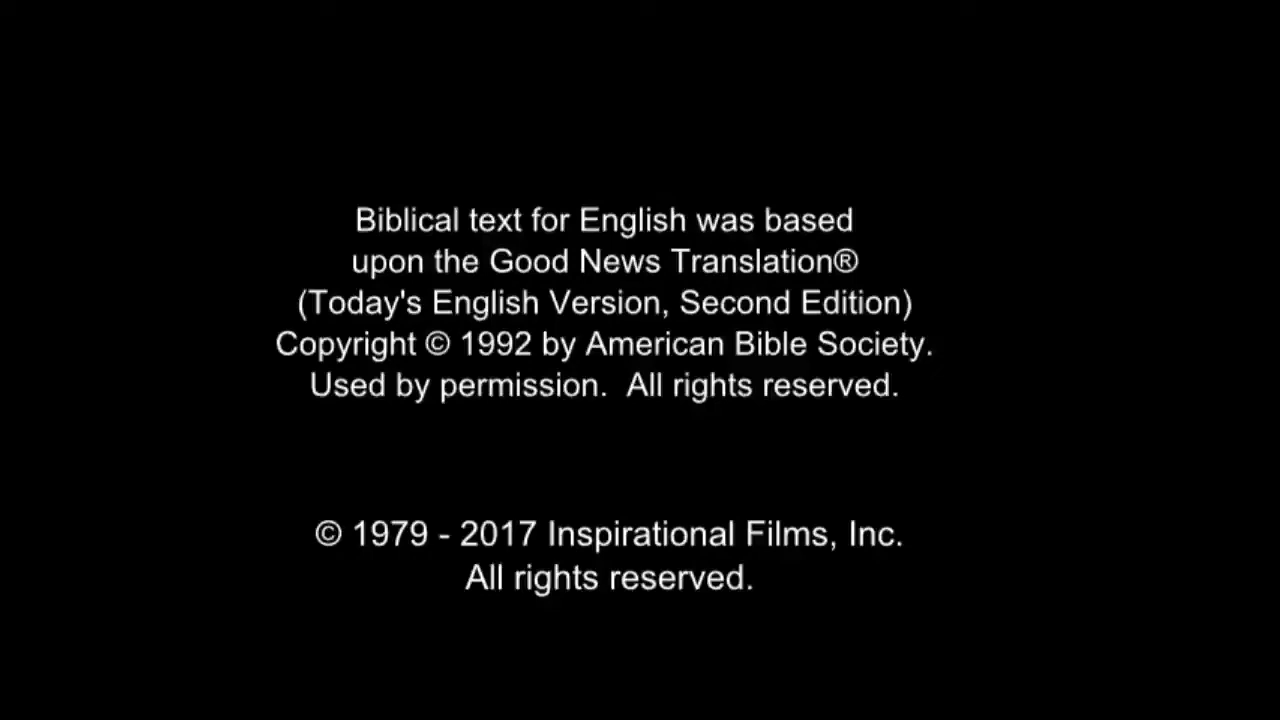 Biblical text for English was based
upon the Good News Translation®
(Today's English Version, Second Edition)
Copyright © 1992 by American Bible Society.
Used by permission.  All rights reserved.
© 1979 - 2017 Inspirational Films, Inc.
All rights reserved.